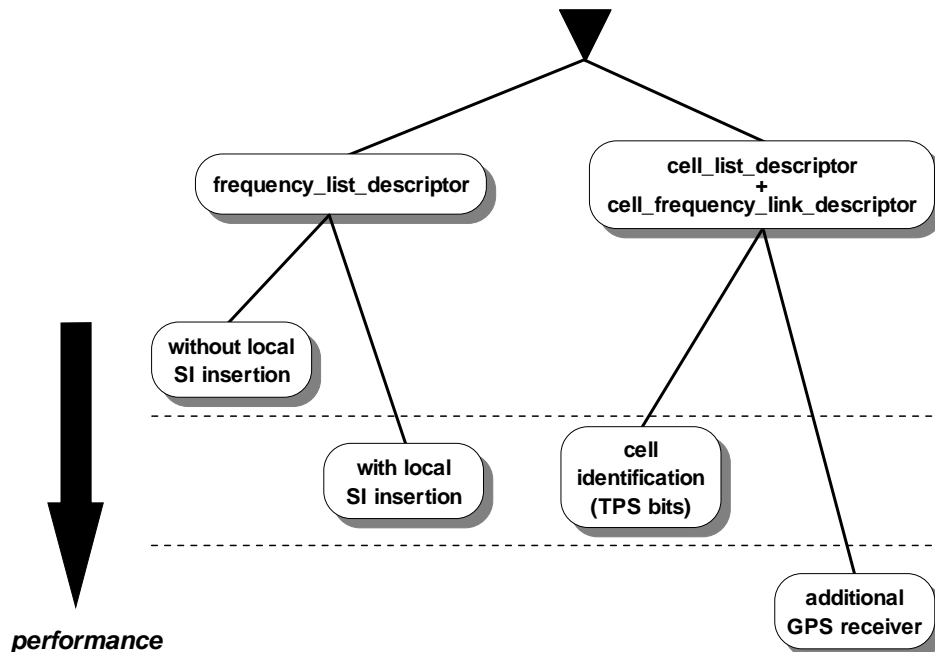 frequency_list_descriptor
cell_list_descriptor
+
cell_frequency_link_descriptor
without local
SI insertion
with local
SI insertion
cell
identification
(TPS bits)
additional
GPS receiver
performance